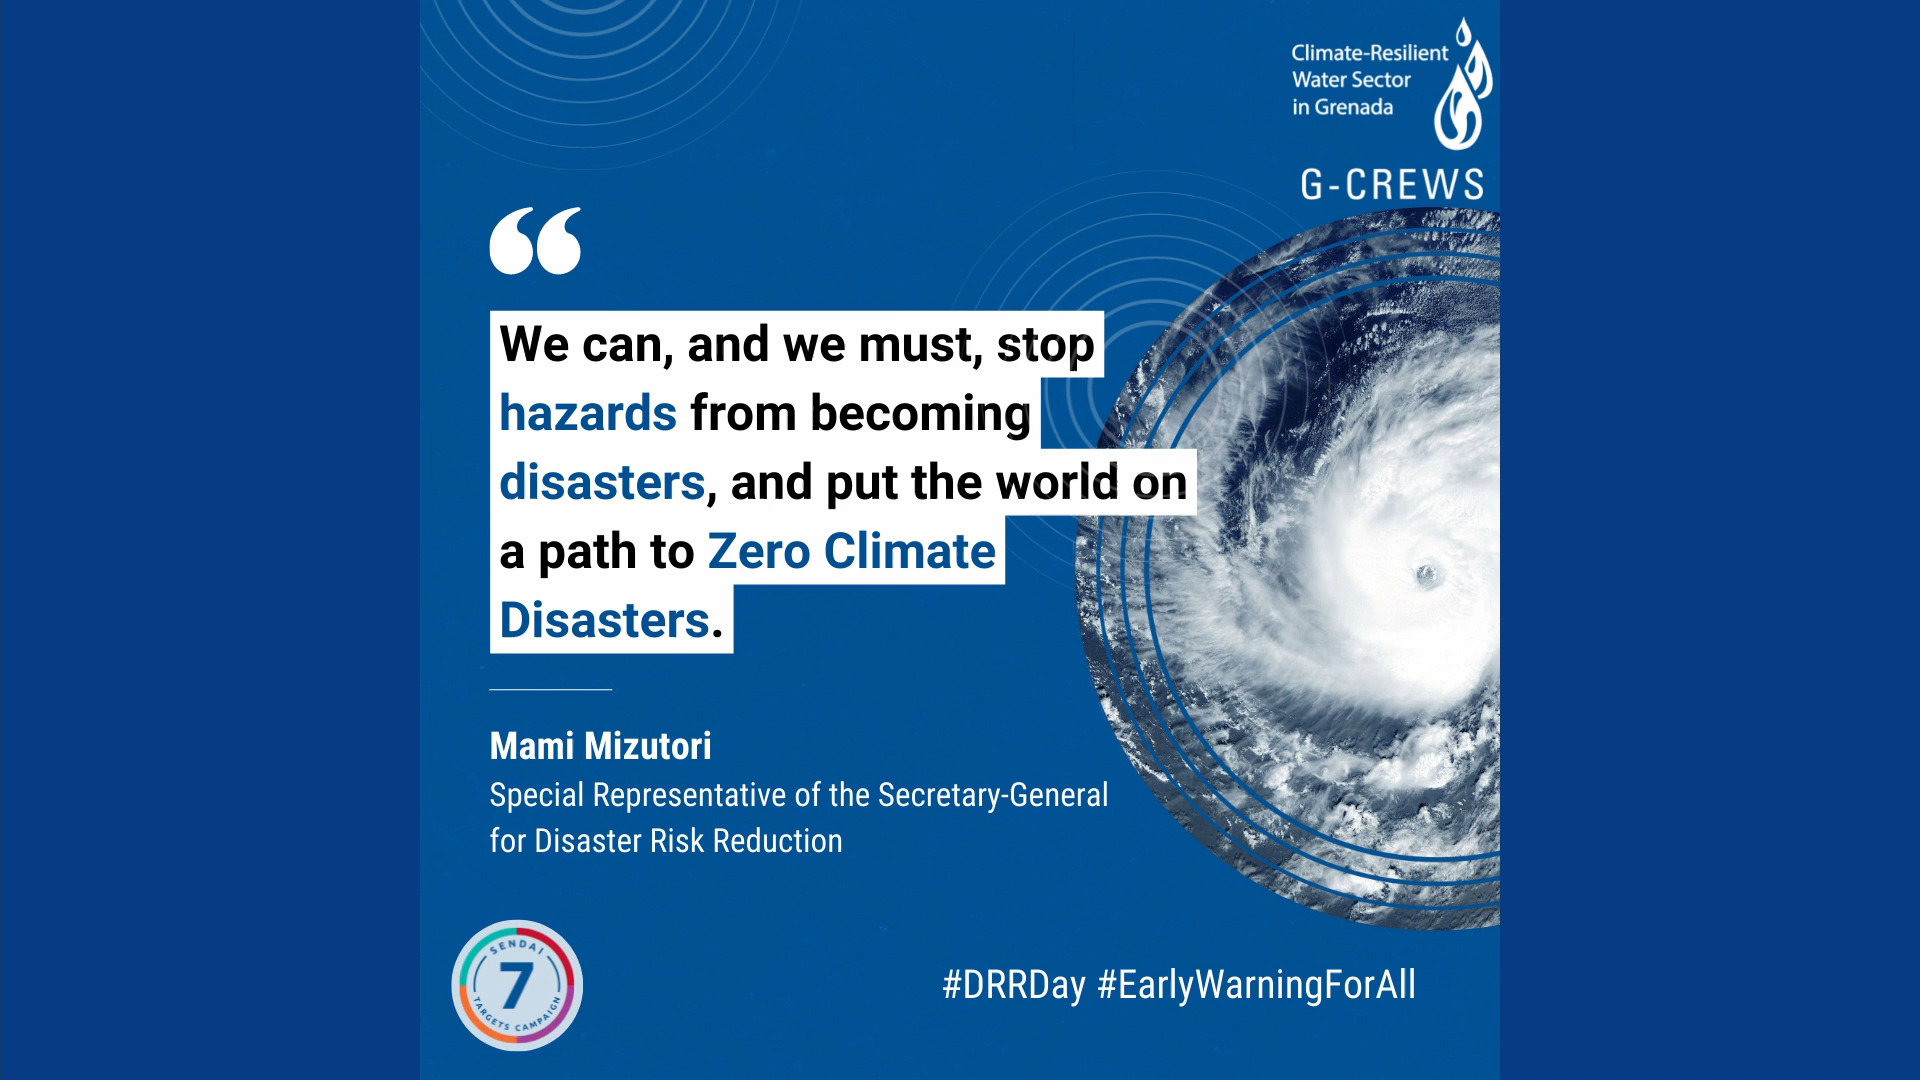 Climate-Resilient
Water Sector
in Grenada
G-CREWS
“
We can, and we must, stop
hazards from becoming
disasters, and put the world on
a path to Zero Climate
Disasters.
Mami Mizutori
Special Representative of the Secretary-General
for Disaster Risk Reduction
SENDAI
7
TARGETS CAMPAIGN
#DRRDay #EarlyWarningForAll